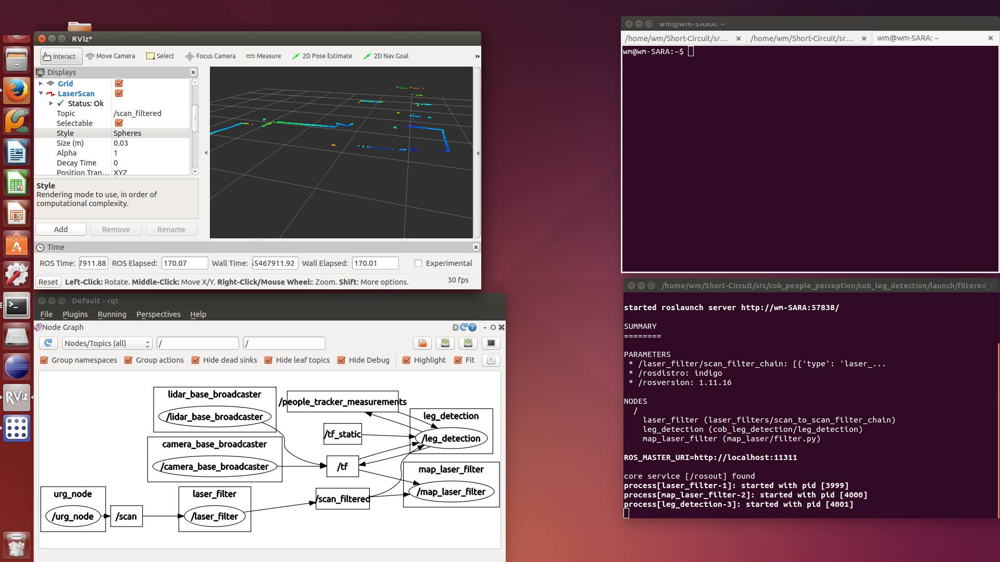 RViz*
Interact
Move Camera
Select
Focus Camera
Measure
2D Pose Estimate
2D Nav Goal
»
Displays
Grid
LaserScan
Status: Ok
Topic /scan_filtered
Selectable
Style Spheres
Size (m) 0.03
Alpha 1
Decay Time 0
Position Tran... XYZ
Style
Rendering mode to use, in order of
computational complexity.
Add
Remove
Rename
Time
ROS Time: 7911.88 ROS Elapsed: 170.07 Wall Time: 55467911.92 Wall Elapsed: 170.01 Experimental
Reset Left-Click: Rotate. Middle-Click: Move X/Y. Right-Click/Mouse Wheel:: Zoom. Shift: More options. 30 fps
Default - rqt
File Plugins Running Perspectives Help
Node Graph
D ? - O
Nodes/Topics (all) / /
Group namespaces Group actions Hide dead sinks Hide leaf topics Hide Debug Highlight Fit
lidar_base_broadcaster
/lidar_base_broadcaster
/people_tracker_measurements
leg_detection
/leg_detection
/tf_static
camera_base_broadcaster
/camera_base_broadcaster
/tf
map_laser_filter
/map_laser_filter
urg_node
/urg_node
/scan
laser_filter
/laser_filter
/scan_filtered
RViz
wm@wm-SARA: ~
/home/wm/Short-Circuit/sr...
/home/wm/Short-Circuit/sr...
wm@wm-SARA: ~
wm@wm-SARA:~$
/home/wm/Short-Circuit/src/cob_people_perception/cob_leg_detection/launch/filtered_l
started roslaunch server http://wm-SARA:57838/
SUMMARY
========
PARAMETERS
* /laser_filter/scan_filter_chain: [{'type': 'laser_...
* /rosdistro: indigo
* /rosversion: 1.11.16
NODES
/
laser_filter (laser_filters/scan_to_scan_filter_chain)
leg_detection (cob_leg_detection/leg_detection)
map_laser_filter (map_laser/filter.py)
ROS_MASTER_URI=http://localhost:11311
core service [/rosout] found
process[laser_filter-1]: started with pid [3999]
process[map_laser_filter-2]: started with pid [4000]
process[leg_detection-3]: started with pid [4001]